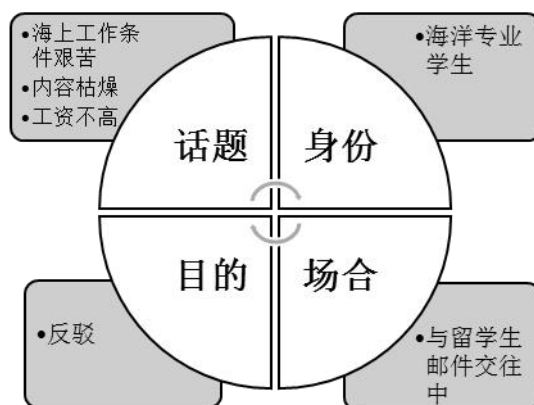 •海上工作条
件艰苦
•内容枯燥
•工资不高
•海洋专业
学生
话题
身份
目的
场合
•反驳
•与留学生
邮件交往
中